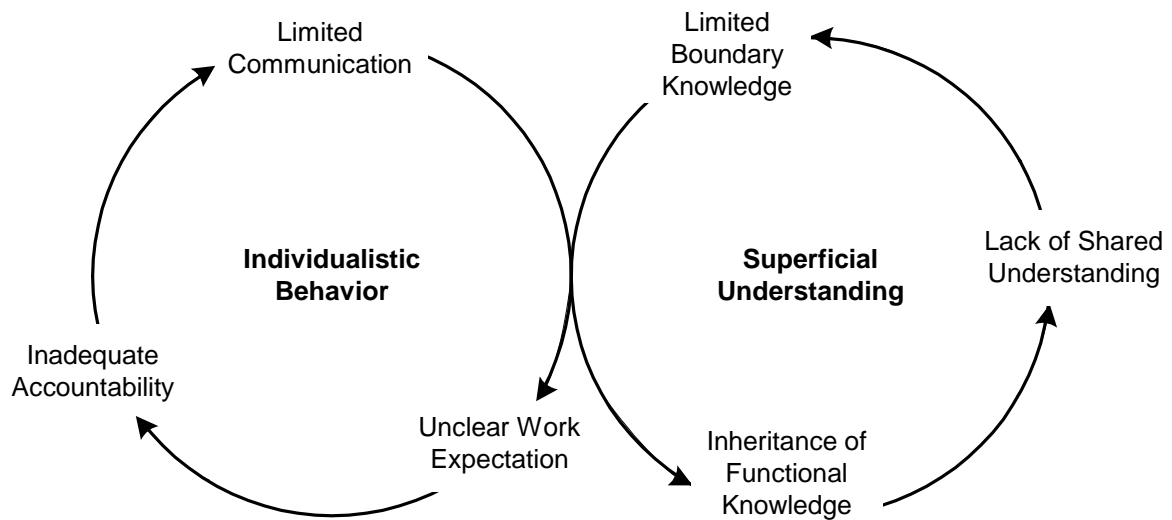 Limited
Communication
Limited
Boundary
Knowledge
Individualistic
Behavior
Superficial
Understanding
Lack of Shared
Understanding
Inadequate
Accountability
Unclear Work
Expectation
Inheritance of
Functional
Knowledge